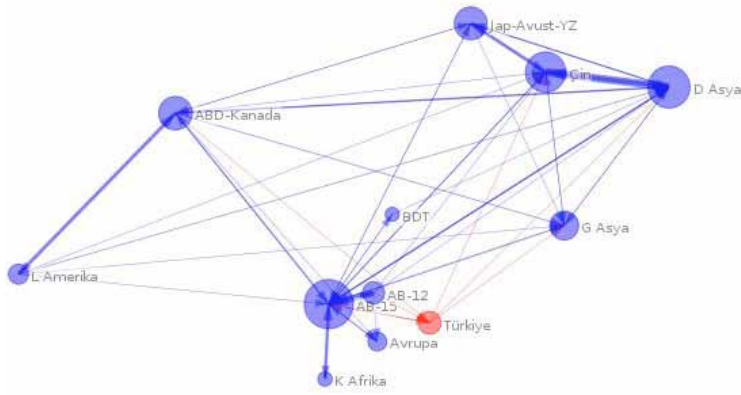 Jap-Avust-YZ
Çin
D Asya
ABD-Kanada
BDT
G Asya
L Amerika
AB-12
AB-15
Türkiye
Avrupa
K Afrika